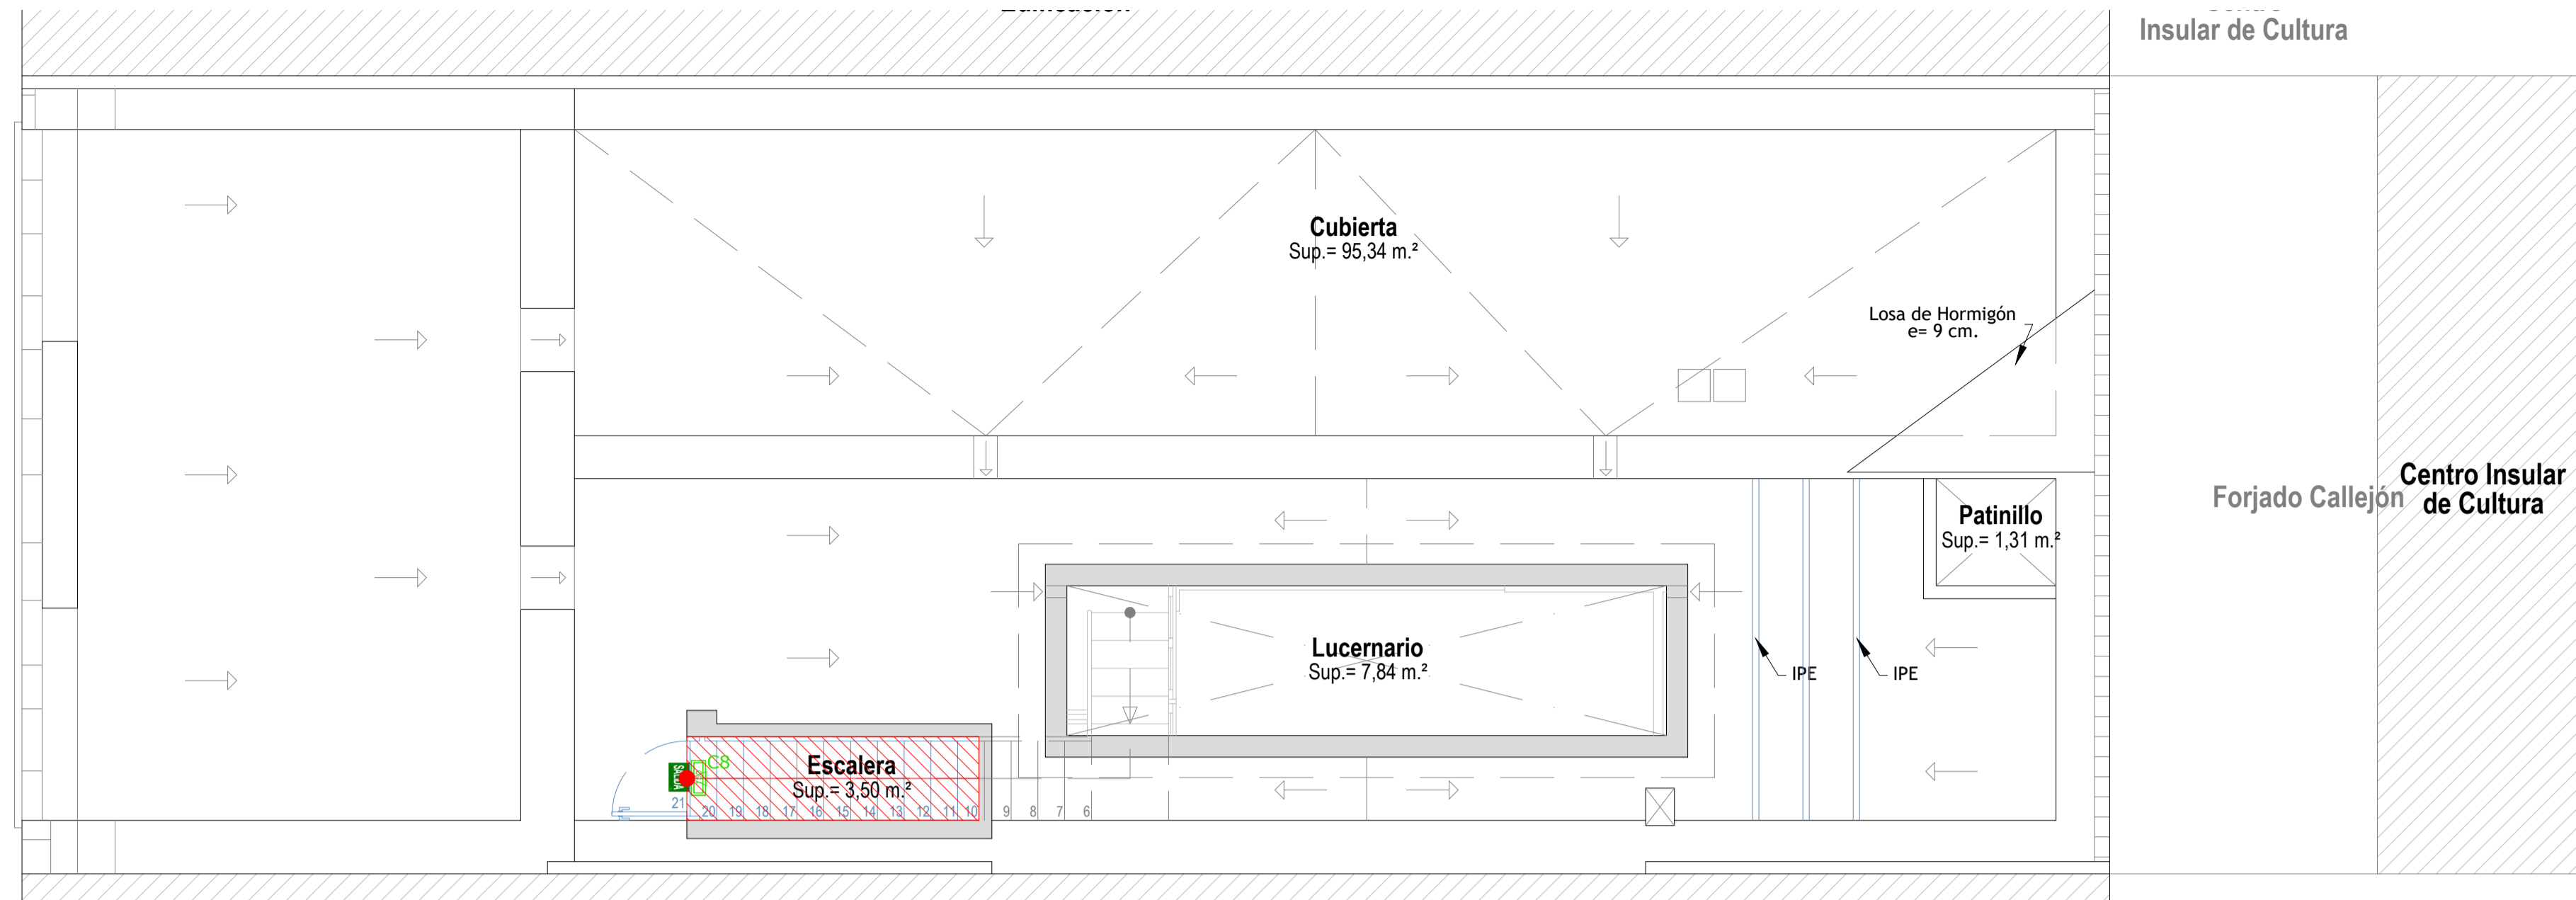 Insular de Cultura
Cubierta
Sup.= 95,34 m.²
Losa de Hormigón
e= 9 cm.
Centro Insular
de Cultura
Forjado Callejón
Patinillo
Sup.= 1,31 m.²
Lucernario
Sup.= 7,84 m.²
IPE
IPE
C8
SALIDA
Escalera
Sup.= 3,50 m.²
21 20 19 18 17 16 15 14 13 12 11 10 9 8 7 6